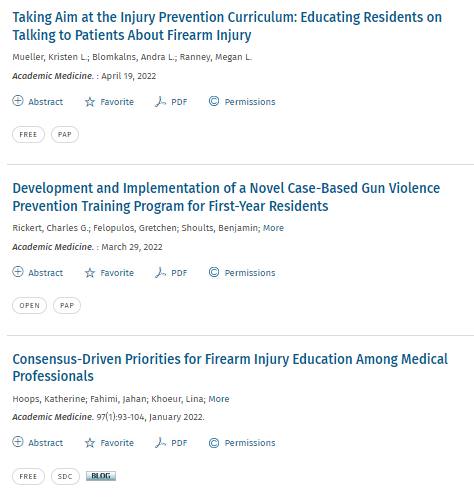 Taking Aim at the Injury Prevention Curriculum: Educating Residents on
Talking to Patients About Firearm Injury
Mueller, Kristen L.; Blomkalns, Andra L.; Ranney, Megan L.
Academic Medicine. : April 19, 2022
Abstract Favorite PDF Permissions
FREE PAP
Development and Implementation of a Novel Case-Based Gun Violence
Prevention Training Program for First-Year Residents
Rickert, Charles G.; Felopulos, Gretchen; Shoults, Benjamin; More
Academic Medicine. : March 29, 2022
Abstract Favorite PDF Permissions
OPEN PAP
Consensus-Driven Priorities for Firearm Injury Education Among Medical
Professionals
Hoops, Katherine; Fahimi, Jahan; Khoeur, Lina; More
Academic Medicine. 97(1):93-104, January 2022.
Abstract Favorite PDF Permissions
FREE SDC BLOG